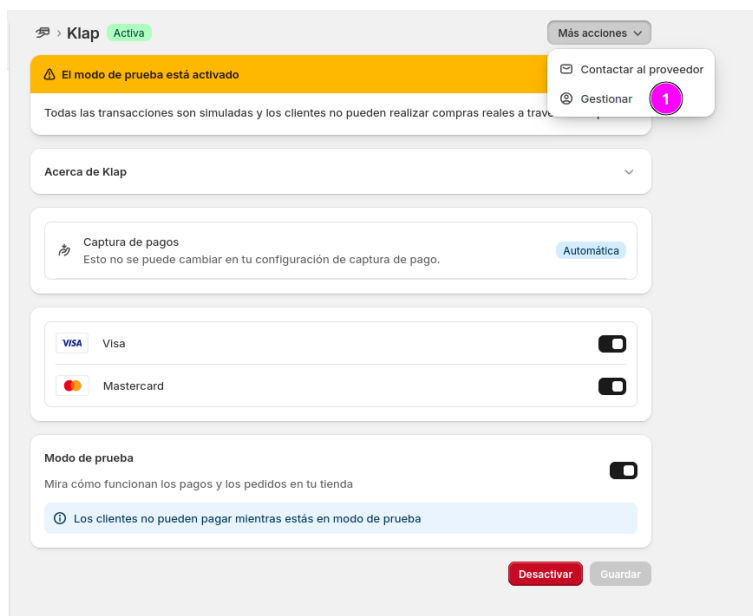 Klap Activa
Más acciones
Contactar al proveedor
Gestionar 1
El modo de prueba está activado
Todas las transacciones son simuladas y los clientes no pueden realizar compras reales a
Acerca de Klap
Captura de pagos
Esto no se puede cambiar en tu configuración de captura de pago.
Automática
VISA Visa
Mastercard
Modo de prueba
Mira cómo funcionan los pagos y los pedidos en tu tienda
Los clientes no pueden pagar mientras estás en modo de prueba
Desactivar Guardar